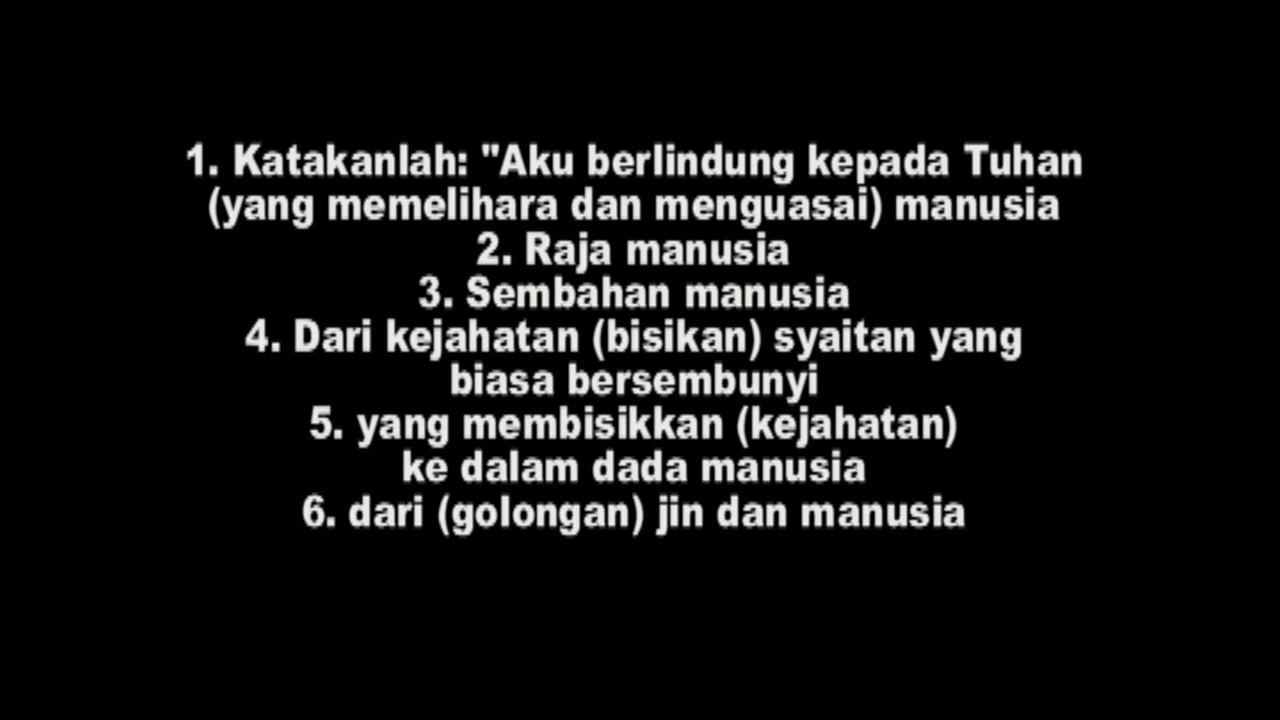 1. Katakanlah: "Aku berlindung kepada Tuhan
(yang memelihara dan menguasai) manusia
2. Raja manusia
3. Sembahan manusia
4. Dari kejahatan (bisikan) syaitan yang
biasa bersembunyi
5. yang membisikkan (kejahatan)
ke dalam dada manusia
6. dari (golongan) jin dan manusia